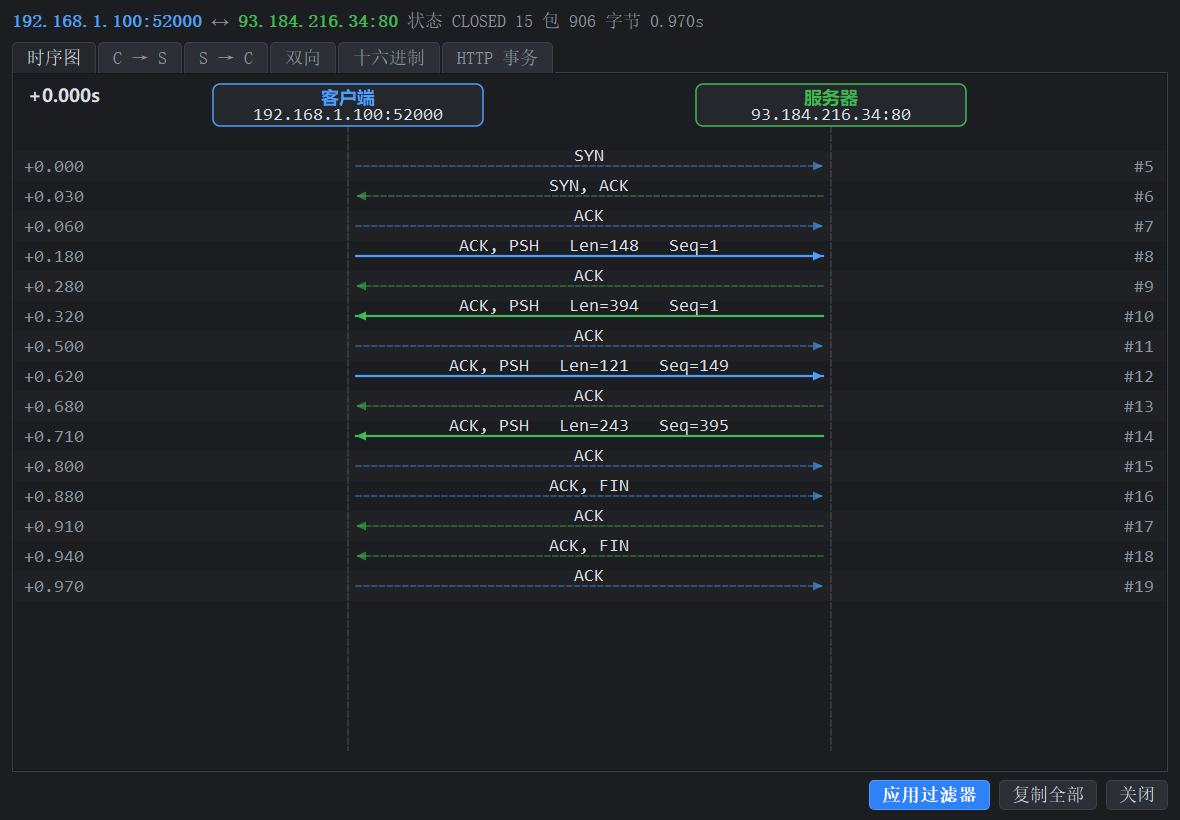 192.168.1.100:52000 ↔ 93.184.216.34:80 状态 CLOSED 15 包 906 字节 0.970s
时序图 C → S S → C 双向 十六进制 HTTP 事务
+0.000s 客户端 服务器
192.168.1.100:52000 93.184.216.34:80
SYN
+0.000 #5
SYN, ACK
+0.030 #6
ACK
+0.060 #7
ACK, PSH Len=148 Seq=1
+0.180 #8
ACK
+0.280 #9
ACK, PSH Len=394 Seq=1
+0.320 #10
ACK
+0.500 #11
ACK, PSH Len=121 Seq=149
+0.620 #12
ACK
+0.680 #13
ACK, PSH Len=243 Seq=395
+0.710 #14
ACK
+0.800 #15
ACK, FIN
+0.880 #16
ACK
+0.910 #17
ACK, FIN
+0.940 #18
ACK
+0.970 #19
应用过滤器 复制全部 关闭